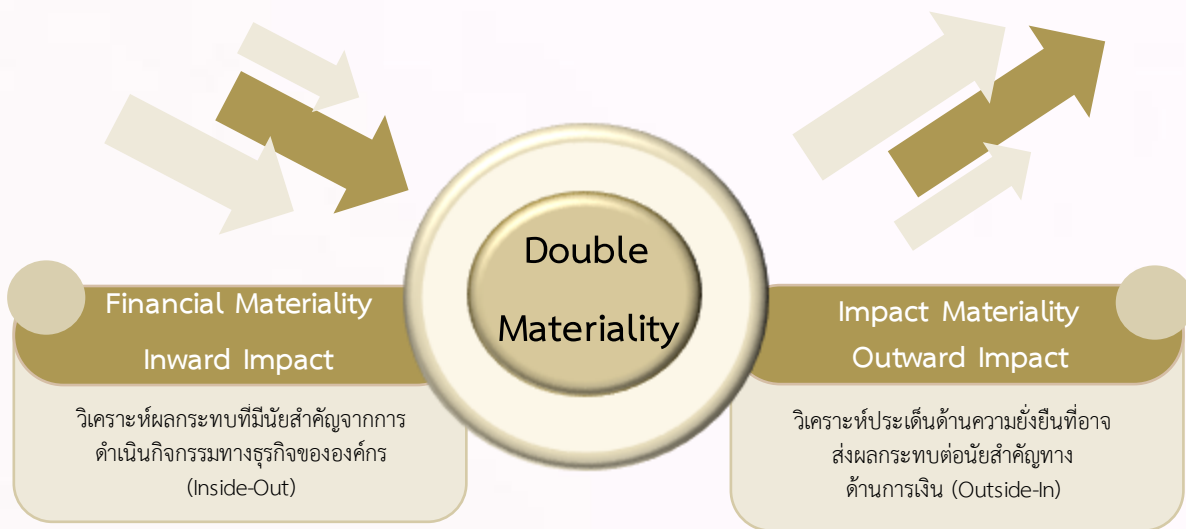 Double
Materiality
Financial Materiality
Inward Impact
วิเคราะห์ผลกระทบที่มีนัยสำคัญจากการ
ดำเนินกิจกรรมทางธุรกิจขององค์กร
(Inside-Out)
Impact Materiality
Outward Impact
วิเคราะห์ประเด็นด้านความยั่งยืนที่อาจ
ส่งผลกระทบต่อนัยสำคัญทาง
ด้านการเงิน (Outside-In)